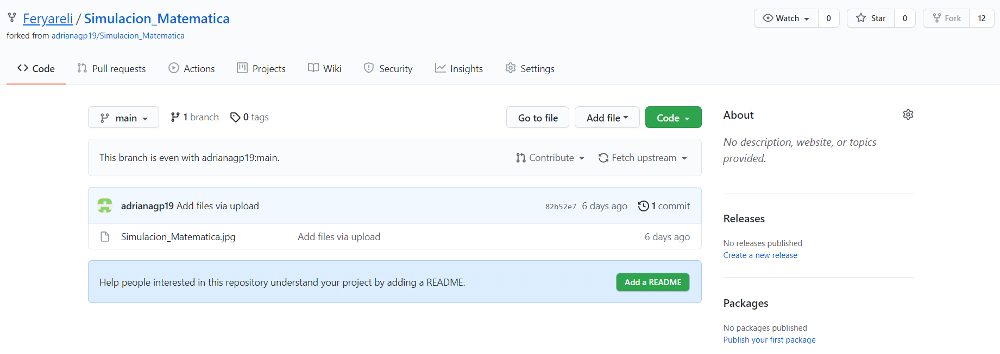 Feryareli / Simulacion_Matematica
Watch 0 Star 0 Fork 12
forked from adrianagp19/Simulacion_Matematica
Code Pull requests Actions Projects Wiki Security Insights Settings
main 1 branch 0 tags Go to file Add file Code
This branch is even with adrianagp19:main. Contribute Fetch upstream
adrianagp19 Add files via upload 82b52e7 6 days ago 1 commit
Simulacion_Matematica.jpg Add files via upload 6 days ago
Help people interested in this repository understand your project by adding a README. Add a README
About
No description, website, or topics
provided.
Releases
No releases published
Create a new release
Packages
No packages published
Publish your first package